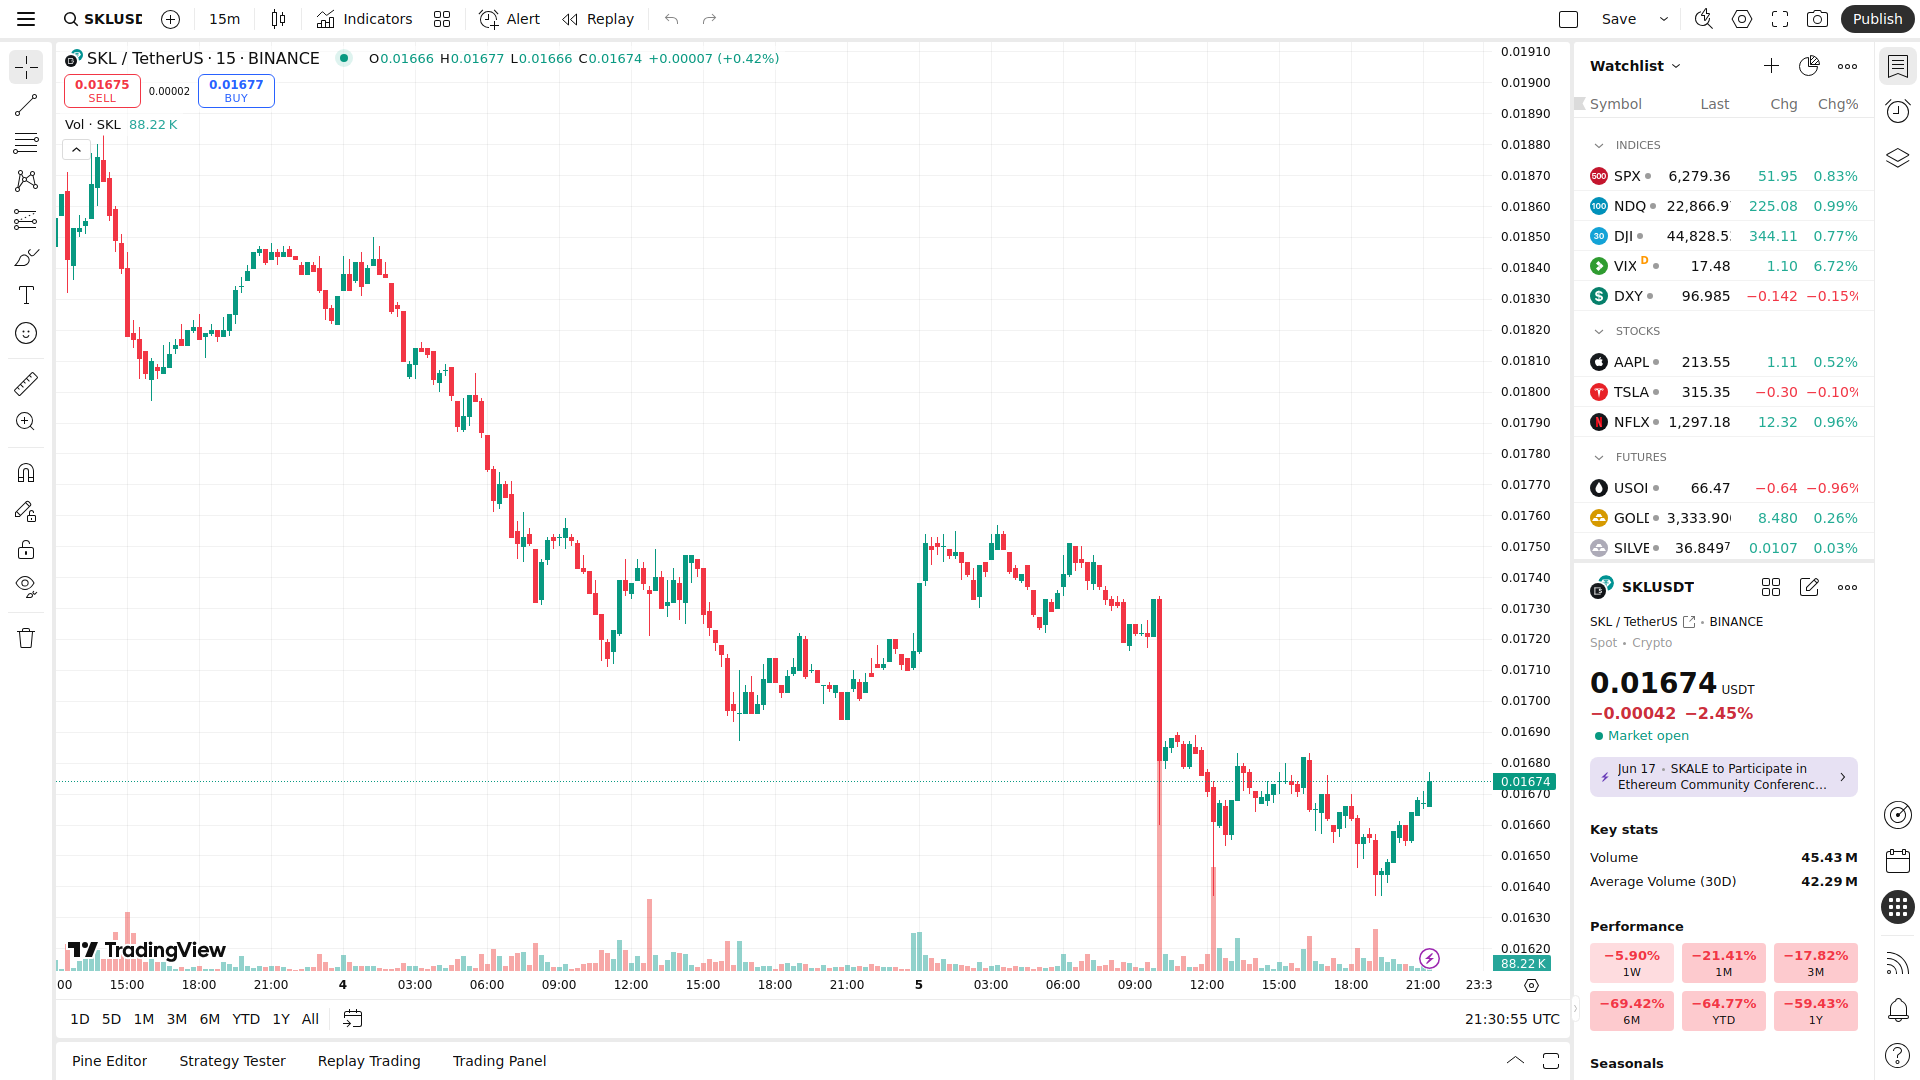 SKLUSD
15m
Indicators
Alert
Replay
Save
Publish
SKL / TetherUS · 15 · BINANCE
O0.01666 H0.01677 L0.01666 C0.01674 +0.00007 (+0.42%)
0.01675
SELL
0.00002
0.01677
BUY
Vol · SKL 88.22 K
0.01910
0.01900
0.01890
0.01880
0.01870
0.01860
0.01850
0.01840
0.01830
0.01820
0.01810
0.01800
0.01790
0.01780
0.01770
0.01760
0.01750
0.01740
0.01730
0.01720
0.01710
0.01700
0.01690
0.01680
0.01674
0.01670
0.01660
0.01650
0.01640
0.01630
0.01620
88.22 K
TradingView
00 15:00 18:00 21:00 4 03:00 06:00 09:00 12:00 15:00 18:00 21:00 5 03:00 06:00 09:00 12:00 15:00 18:00 21:00 23:3
1D 5D 1M 3M 6M YTD 1Y All
21:30:55 UTC
Pine Editor Strategy Tester Replay Trading Trading Panel
Watchlist
Symbol Last Chg Chg%
INDICES
500 SPX 6,279.36 51.95 0.83%
100 NDQ 22,866.9 225.08 0.99%
30 DJI 44,828.5 344.11 0.77%
VIX D 17.48 1.10 6.72%
DXY 96.985 −0.142 −0.15%
STOCKS
AAPL 213.55 1.11 0.52%
TSLA 315.35 −0.30 −0.10%
NFLX 1,297.18 12.32 0.96%
FUTURES
USOI 66.47 −0.64 −0.96%
GOLD 3,333.90 8.480 0.26%
SILVE 36.8497 0.0107 0.03%
SKLUSDT
SKL / TetherUS • BINANCE
Spot • Crypto
0.01674 USDT
−0.00042 −2.45%
Market open
Jun 17 • SKALE to Participate in
Ethereum Community Conferenc…
Key stats
Volume 45.43 M
Average Volume (30D) 42.29 M
Performance
−5.90% −21.41% −17.82%
1W 1M 3M
−69.42% −64.77% −59.43%
6M YTD 1Y
Seasonals